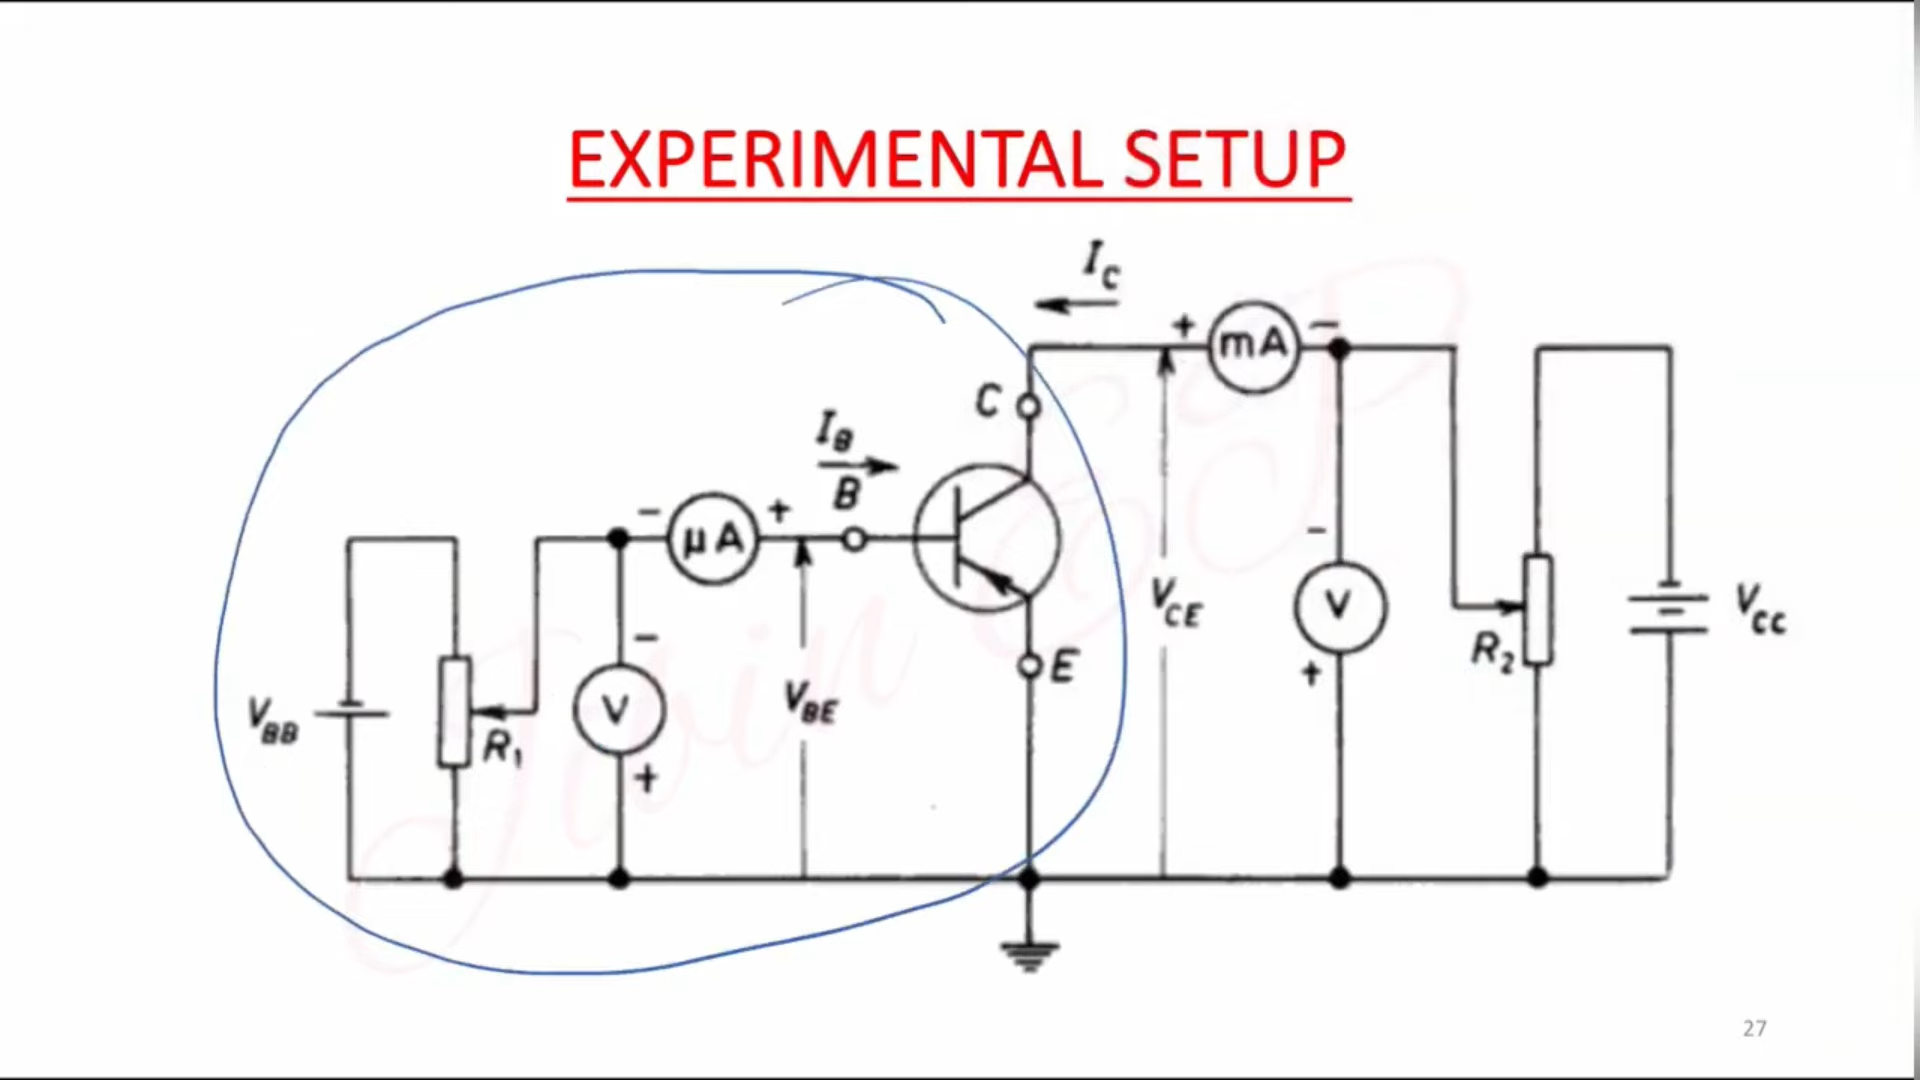 EXPERIMENTAL SETUP
I_C
+ mA −
C
I_B
B
− µA +
V_CE
−
V
+
R_2
V_CC
E
V_BB
R_1
−
V
+
V_BE
27